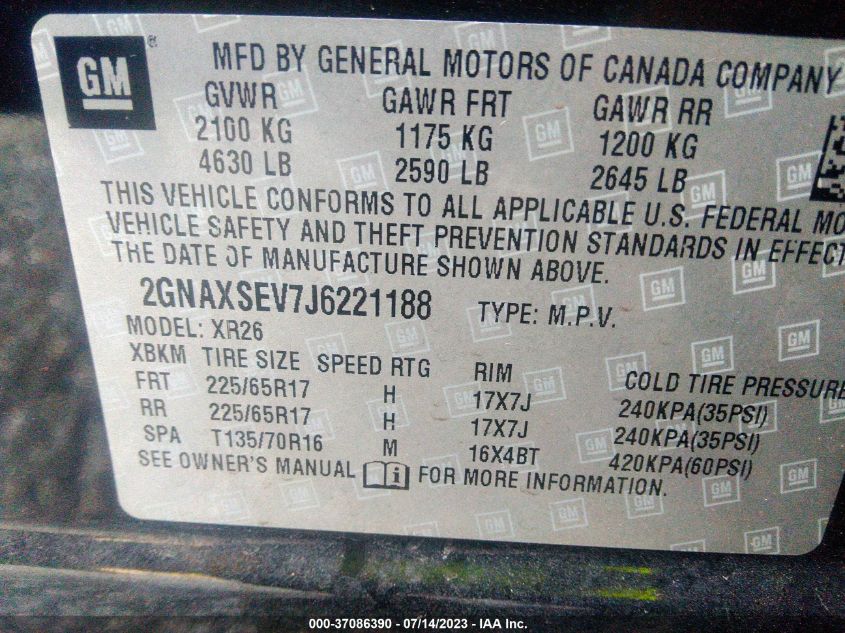 GM ® MFD BY GENERAL MOTORS OF CANADA COMPANY
GVWR GAWR FRT GAWR RR
2100 KG 1175 KG 1200 KG
4630 LB 2590 LB 2645 LB
THIS VEHICLE CONFORMS TO ALL APPLICABLE U.S. FEDERAL MO
VEHICLE SAFETY AND THEFT PREVENTION STANDARDS IN EFFECT
THE DATE OF MANUFACTURE SHOWN ABOVE.
2GNAXSEV7J6221188 TYPE: M.P.V.
MODEL: XR26
XBKM TIRE SIZE SPEED RTG RIM COLD TIRE PRESSURE
FRT 225/65R17 H 17X7J 240KPA(35PSI)
RR 225/65R17 H 17X7J 240KPA(35PSI)
SPA T135/70R16 M 16X4BT 420KPA(60PSI)
SEE OWNER'S MANUAL i FOR MORE INFORMATION.
000-37086390 - 07/14/2023 - IAA Inc.